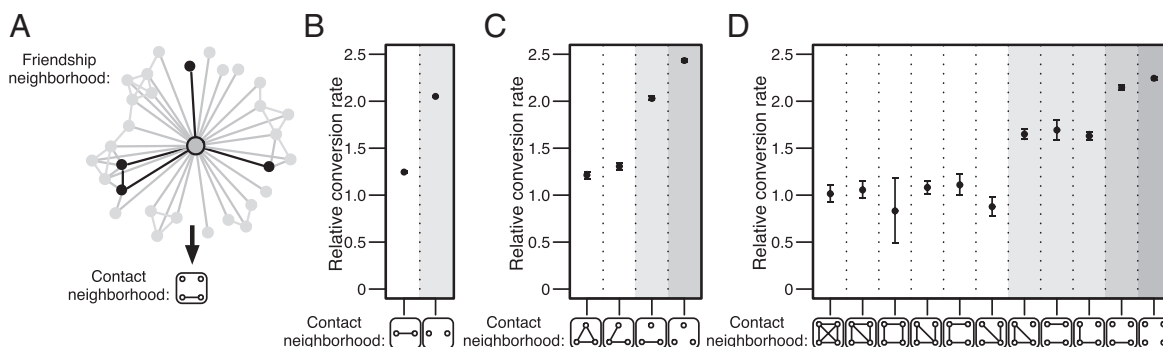 A
Friendship
neighborhood:
Contact
neighborhood:
B
Relative conversion rate
2.5
2.0
1.5
1.0
0.5
0
Contact
neighborhood:
C
Relative conversion rate
2.5
2.0
1.5
1.0
0.5
0
Contact
neighborhood:
D
Relative conversion rate
2.5
2.0
1.5
1.0
0.5
0
Contact
neighborhood: